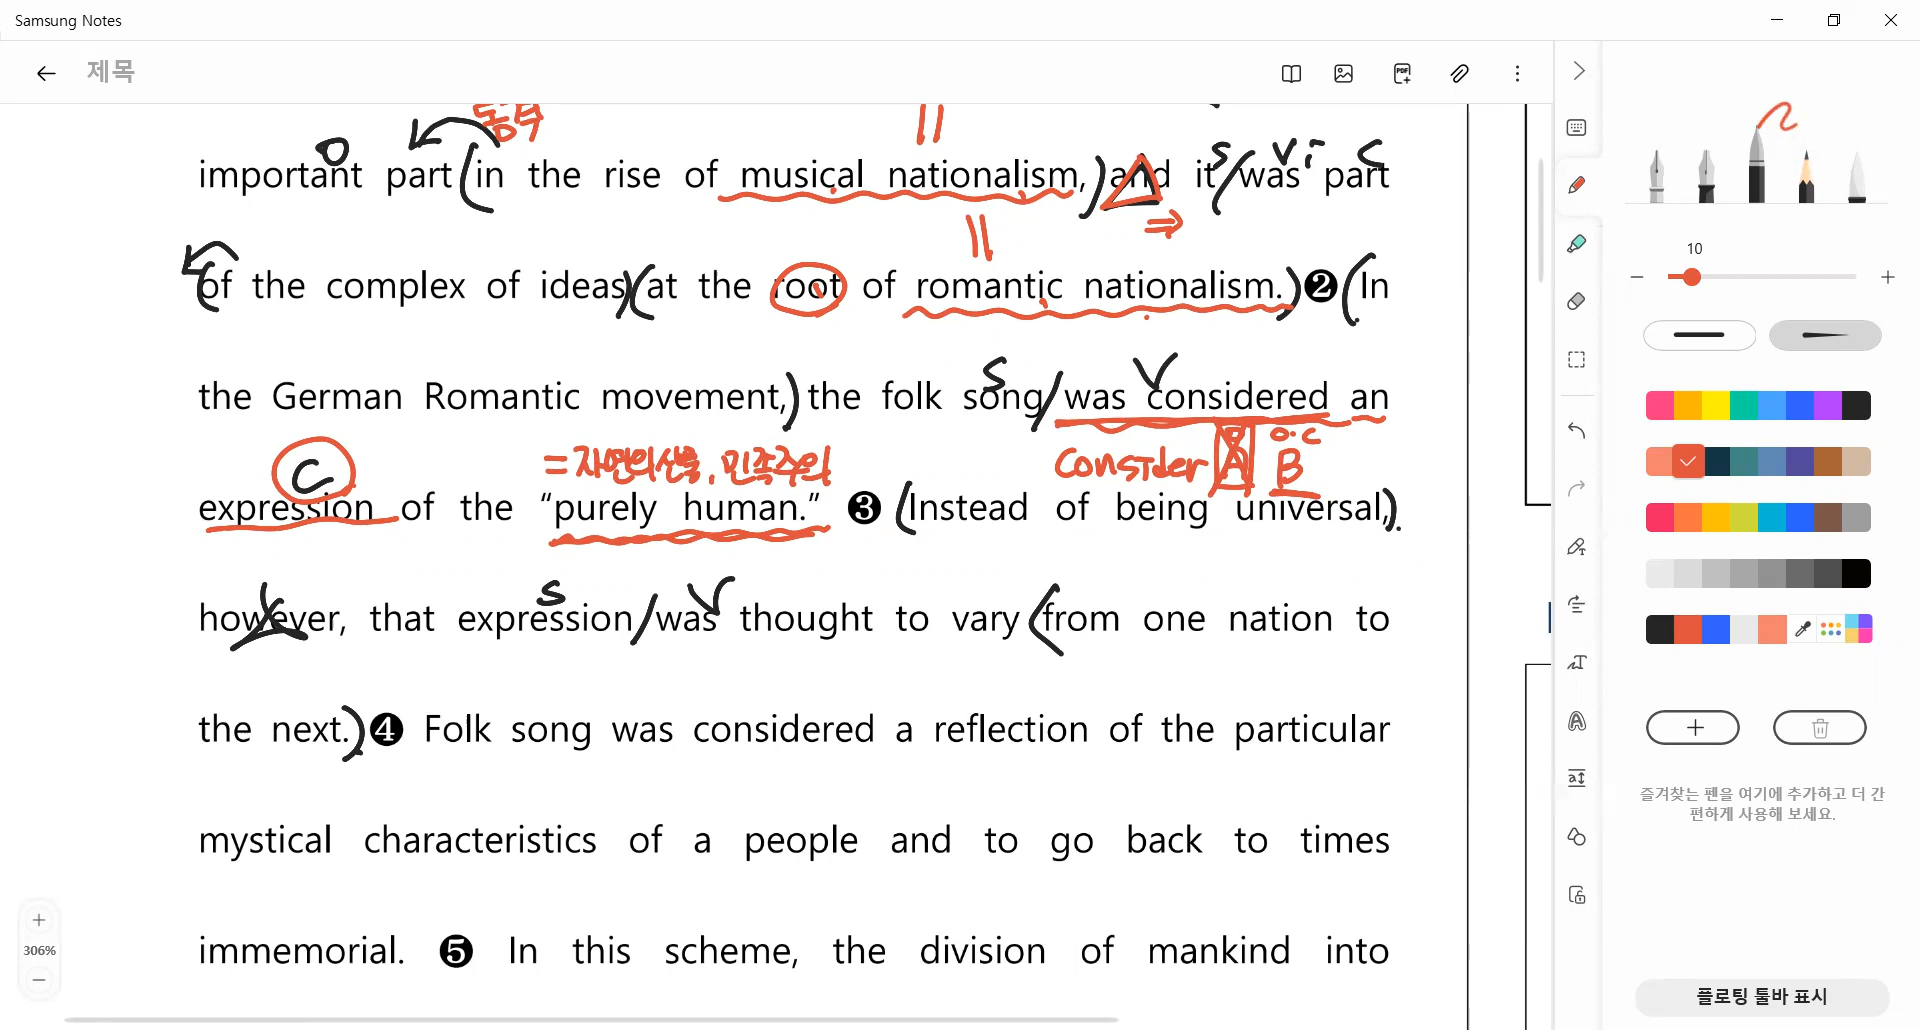 Samsung Notes
제목
동수
important part (in the rise of musical nationalism,) and it / was part
O
||
S
V i
C
⇒
||
(of the complex of ideas) (at the root of romantic nationalism.) ❷ (In
S
V
the German Romantic movement,) the folk song / was considered an
C
= 자연의 산물, 민족주의
Consider A B
O·C
expression of the “purely human.” ❸ (Instead of being universal,)
S
V
however, that expression / was thought to vary (from one nation to
the next.) ❹ Folk song was considered a reflection of the particular
mystical characteristics of a people and to go back to times
immemorial. ❺ In this scheme, the division of mankind into
306%
10
즐겨찾는 펜을 여기에 추가하고 더 간
편하게 사용해 보세요.
플로팅 툴바 표시